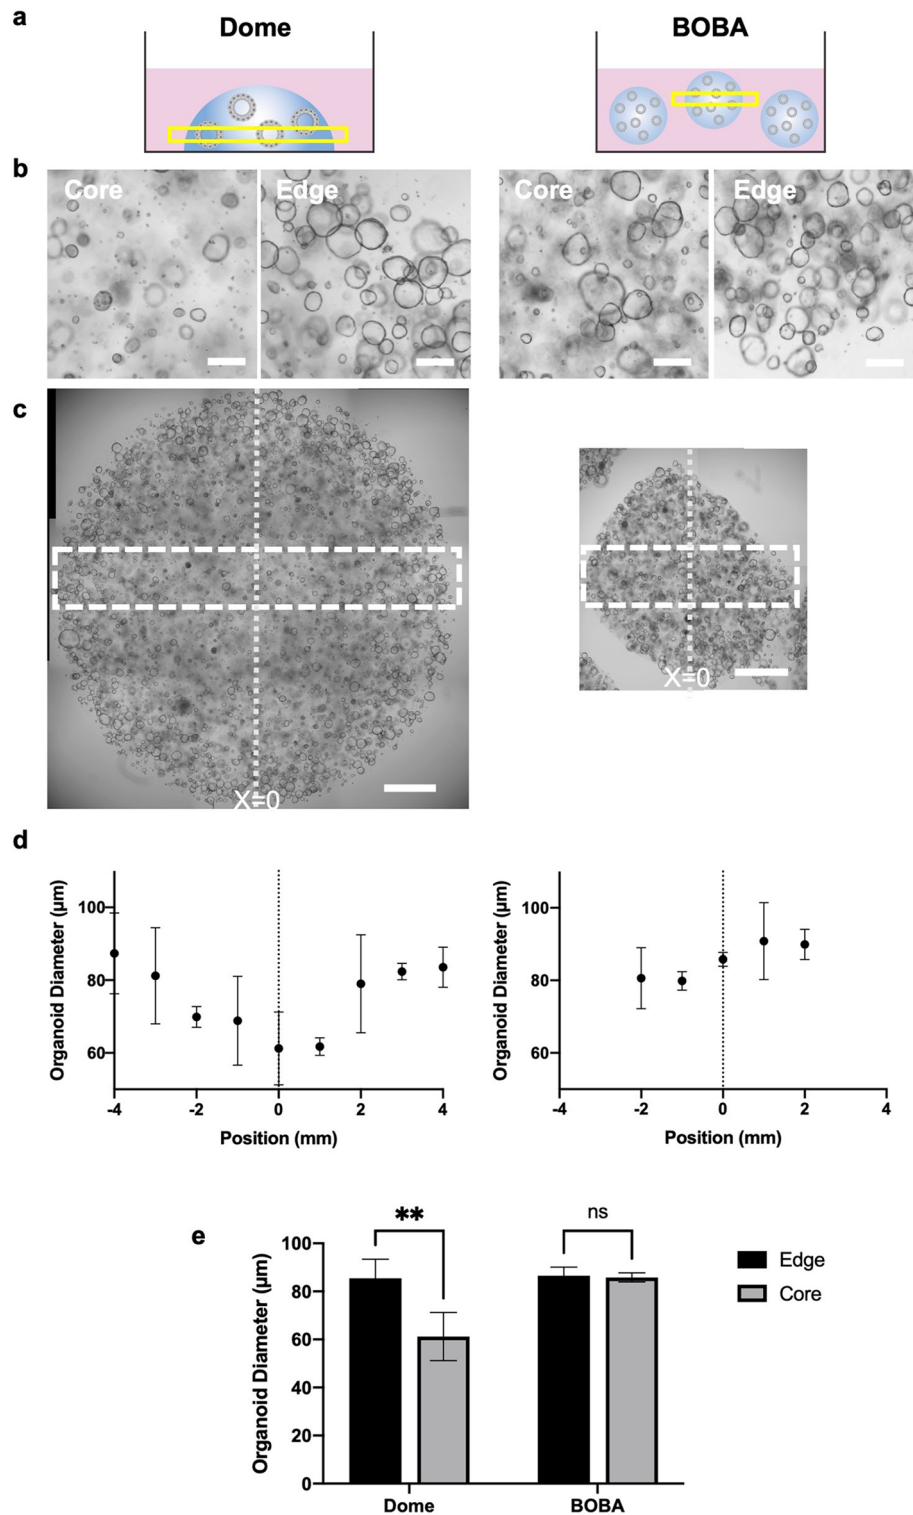 a
Dome
BOBA
b
Core
Edge
Core
Edge
c
X=0
X=0
d
Organoid Diameter (µm)
100
80
60
-4
-2
0
2
4
Position (mm)
Organoid Diameter (µm)
100
80
60
-4
-2
0
2
4
Position (mm)
e
Organoid Diameter (µm)
100
80
60
40
20
0
**
ns
Dome
BOBA
Edge
Core